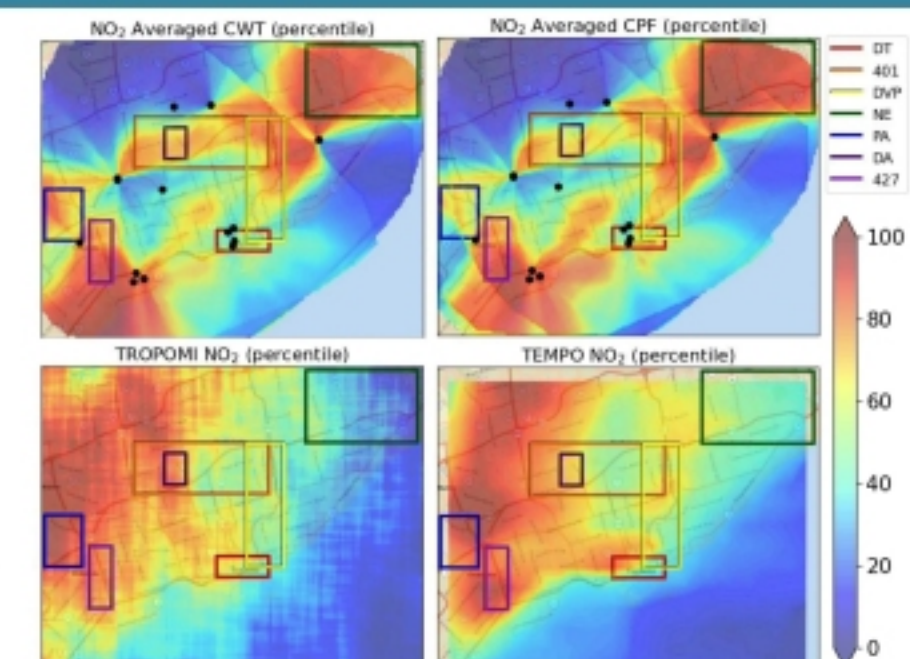 NO₂ Averaged CWT (percentile)
NO₂ Averaged CPF (percentile)
DT
401
DVP
NE
PA
DA
427
100
80
60
40
20
0
TROPOMI NO₂ (percentile)
TEMPO NO₂ (percentile)